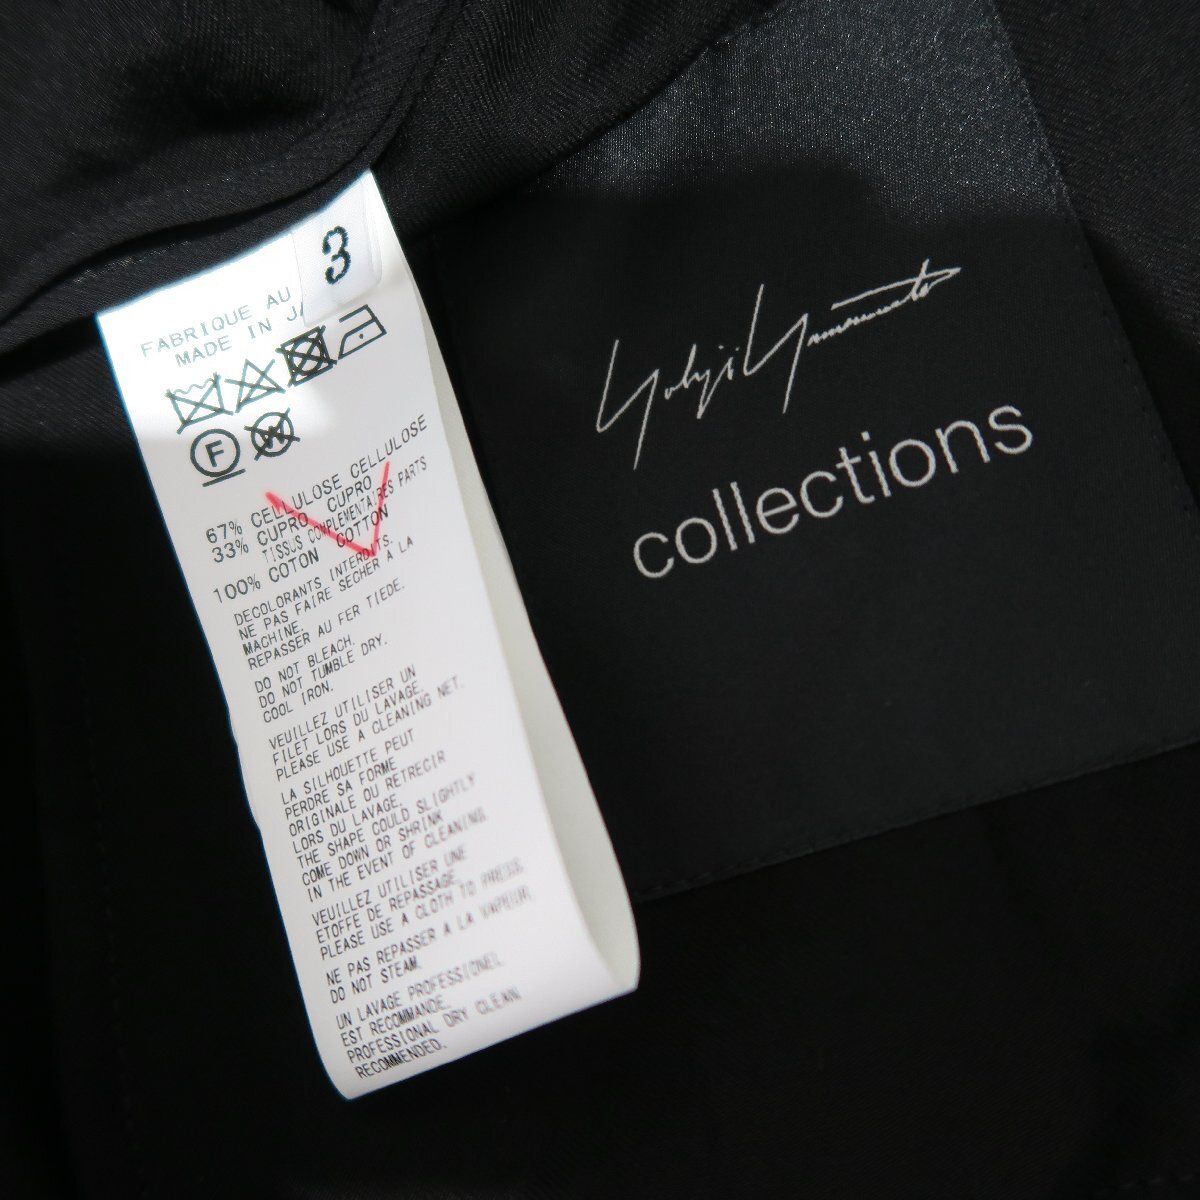 3
FABRIQUE AU
MADE IN
F
W
67% CELLULOSE CELLULOSE
33% CUPRO CUPRO
TISSUS COMPLEMENTAIRES PARTS
100% COTON COTTON
DECOLORANTS INTERDITS.
NE PAS FAIRE SECHER A LA
MACHINE.
REPASSER AU FER TIEDE.
DO NOT BLEACH.
DO NOT TUMBLE DRY.
COOL IRON.
VEUILLEZ UTILISER UN
FILET LORS DU LAVAGE.
PLEASE USE A CLEANING NET.
LA SILHOUETTE PEUT
PERDRE SA FORME
ORIGINALE OU RETRECIR
LORS DU LAVAGE.
THE SHAPE COULD SLIGHTLY
COME DOWN OR SHRINK
IN THE EVENT OF CLEANING.
VEUILLEZ UTILISER UNE
ETOFFE DE REPASSAGE.
PLEASE USE A CLOTH TO PRESS.
NE PAS REPASSER A LA VAPEUR.
DO NOT STEAM.
UN LAVAGE PROFESSIONEL
EST RECOMMANDE.
PROFESSIONAL DRY CLEAN
RECOMMENDED.
Yohji Yamamoto
collections